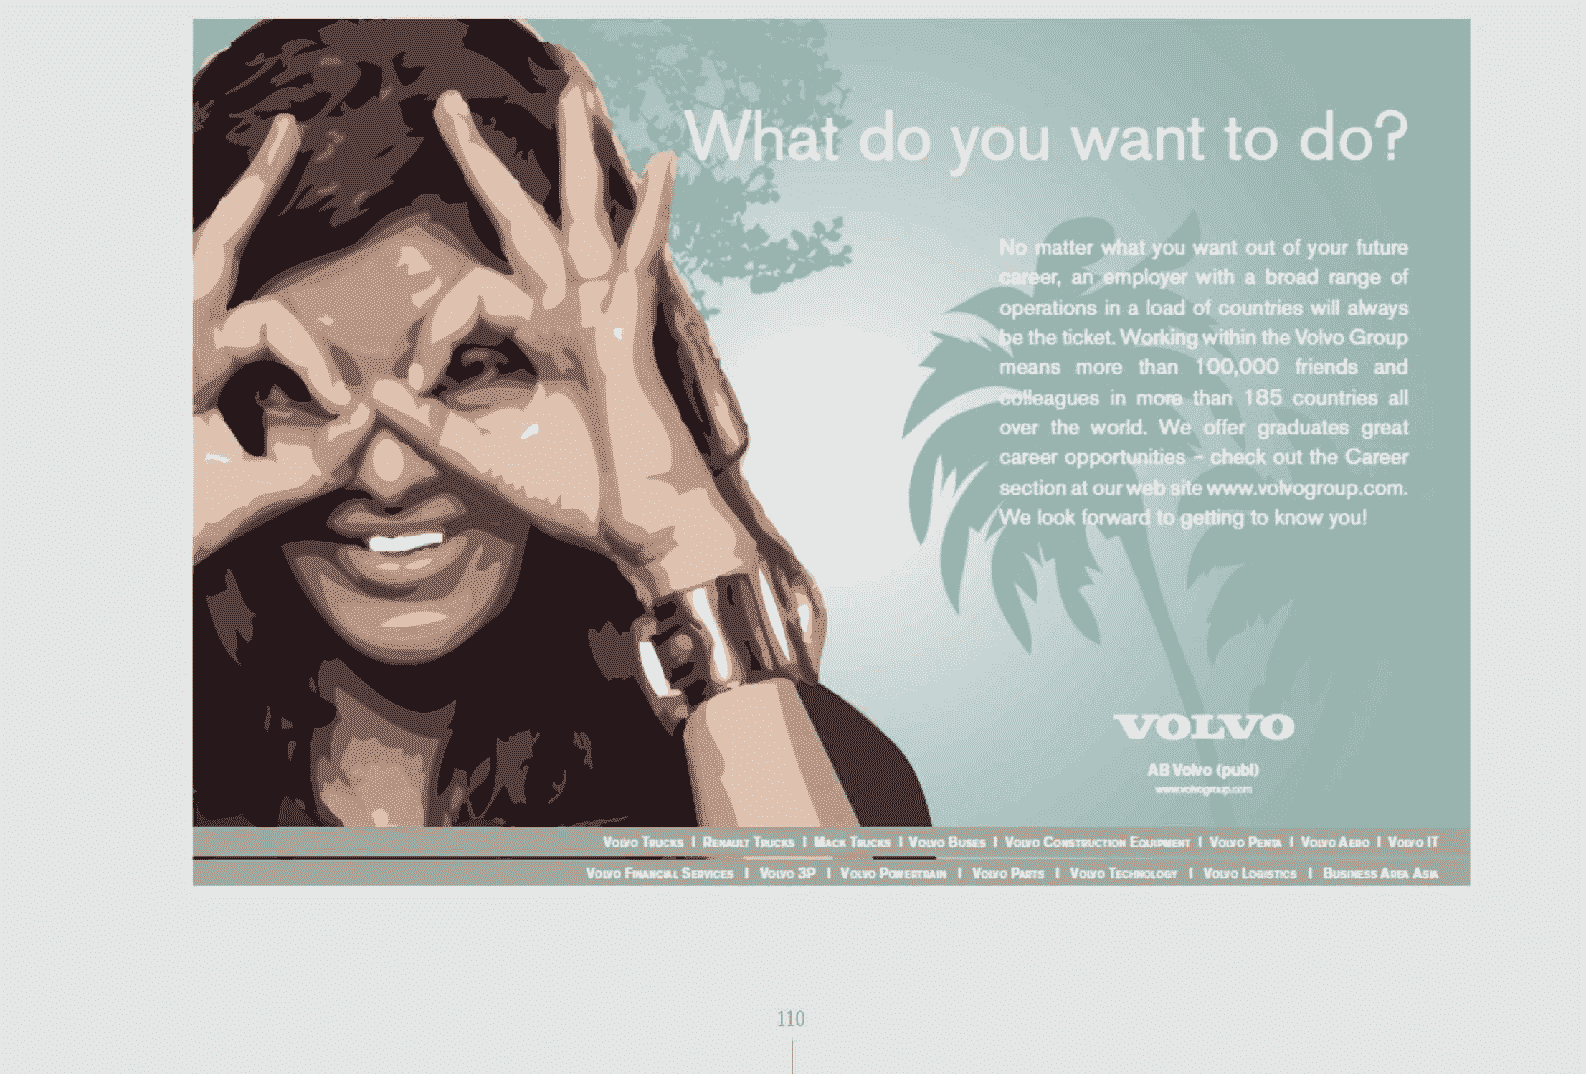 What do you want to do?
No matter what you want out of your future
career, an employer with a broad range of
operations in a load of countries will always
be the ticket. Working within the Volvo Group
means more than 100,000 friends and
colleagues in more than 185 countries all
over the world. We offer graduates great
career opportunities – check out the Career
section at our web site www.volvogroup.com.
We look forward to getting to know you!
VOLVO
AB Volvo (publ)
www.volvogroup.com
Volvo Trucks | Renault Trucks | Mack Trucks | Volvo Buses | Volvo Construction Equipment | Volvo Penta | Volvo Aero | Volvo IT
Volvo Financial Services | Volvo 3P | Volvo Powertrain | Volvo Parts | Volvo Technology | Volvo Logistics | Business Area Asia
110